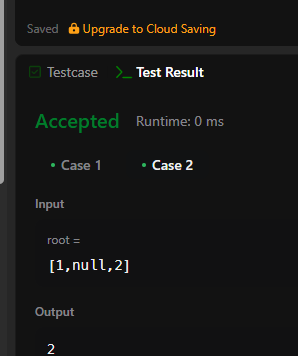 Saved Upgrade to Cloud Saving
Testcase >_ Test Result
Accepted Runtime: 0 ms
• Case 1 • Case 2
Input
root =
[1,null,2]
Output
2